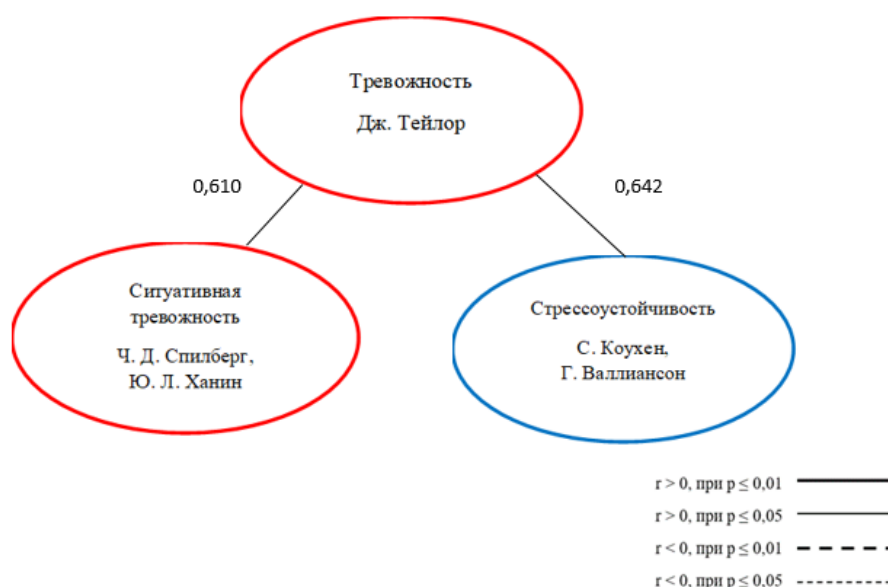 Тревожность
Дж. Тейлор
0,610
0,642
Ситуативная
тревожность
Ч. Д. Спилберг,
Ю. Л. Ханин
Стрессоустойчивость
С. Коухен,
Г. Валлиансон
r > 0, при p ≤ 0,01
r > 0, при p ≤ 0,05
r < 0, при p ≤ 0,01
r < 0, при p ≤ 0,05